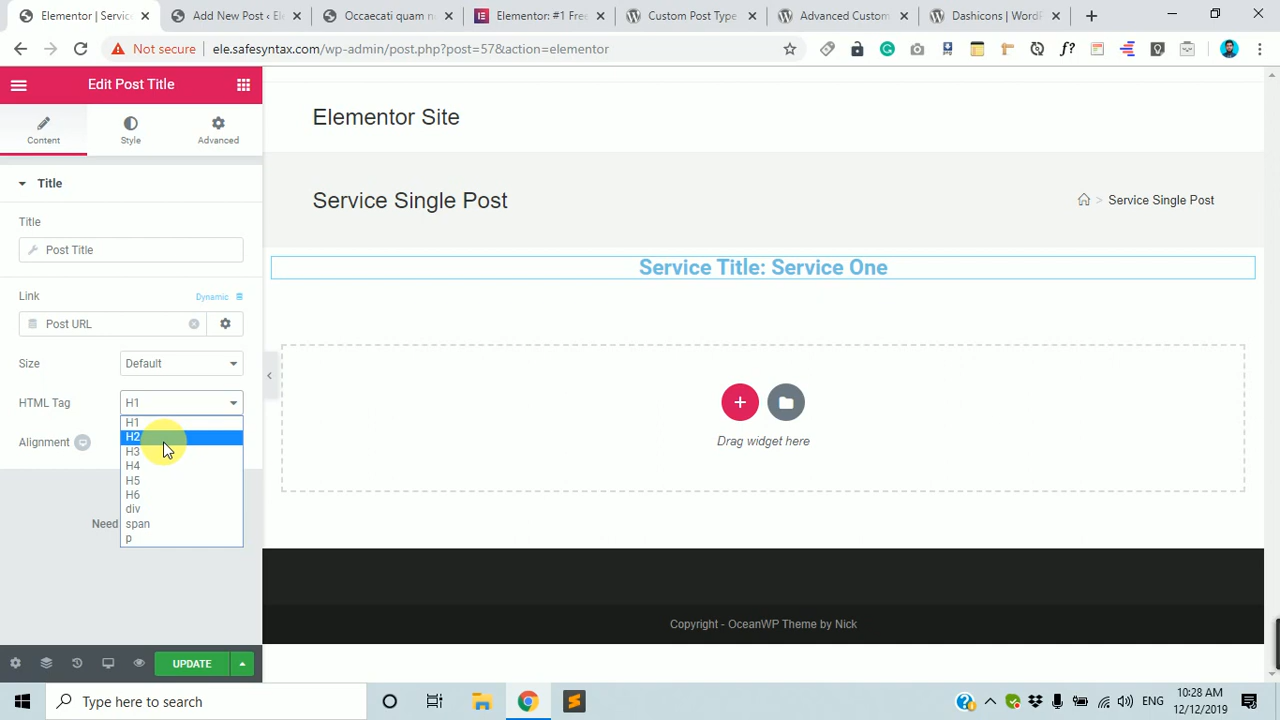 Elementor | Servic
Add New Post ‹ Ele
Occaecati quam n
Elementor: #1 Free
Custom Post Type
Advanced Custom
Dashicons | WordP
Not secure
ele.safesyntax.com/wp-admin/post.php?post=57&action=elementor
Edit Post Title
Content
Style
Advanced
Title
Title
Post Title
Link
Dynamic
Post URL
Size
Default
HTML Tag
H1
H1
H2
H3
H4
H5
H6
div
span
p
Alignment
Need
UPDATE
Elementor Site
Service Single Post
> Service Single Post
Service Title: Service One
Drag widget here
Copyright - OceanWP Theme by Nick
Type here to search
ENG
10:28 AM
12/12/2019